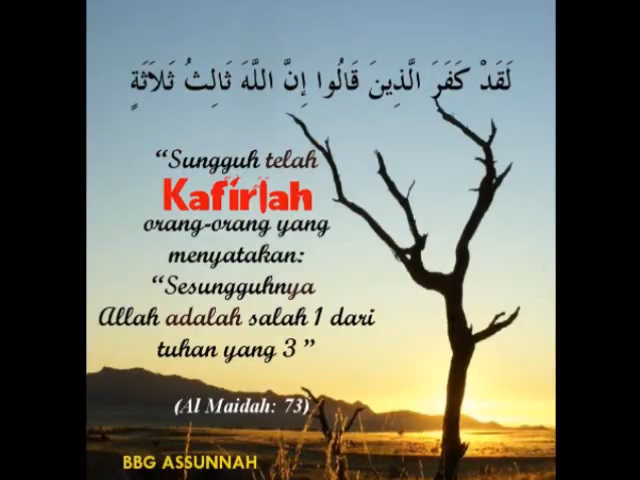 لَقَدْ كَفَرَ الَّذِينَ قَالُوا إِنَّ اللَّهَ ثَالِثُ ثَلَاثَةٍ
“Sungguh telah
Kafirlah
orang-orang yang
menyatakan:
“Sesungguhnya
Allah adalah salah 1 dari
tuhan yang 3 ”
(Al Maidah: 73)
BBG ASSUNNAH